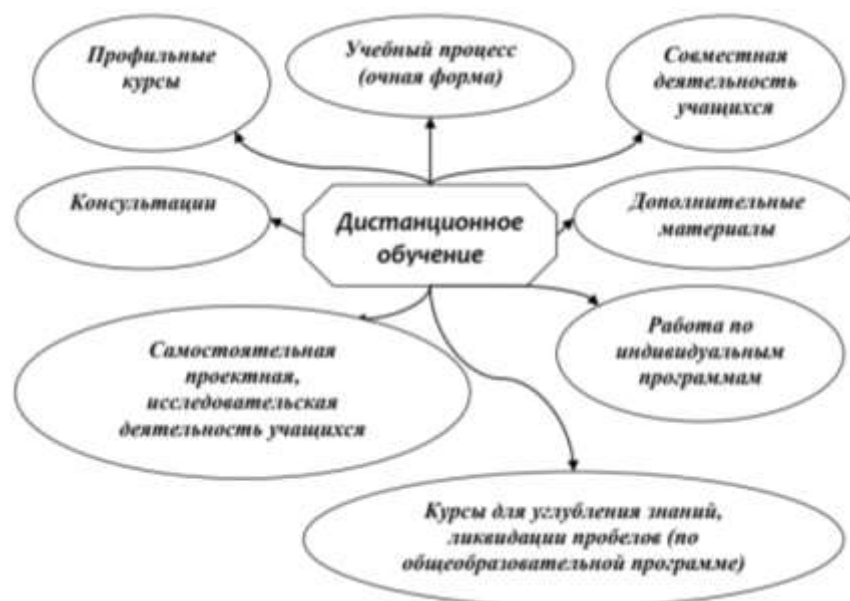 Профильные
курсы
Учебный процесс
(очная форма)
Совместная
деятельность
учащихся
Консультации
Дистанционное
обучение
Дополнительные
материалы
Самостоятельная
проектная,
исследовательская
деятельность учащихся
Работа по
индивидуальным
программам
Курсы для углубления знаний,
ликвидации пробелов (по
общеобразовательной программе)